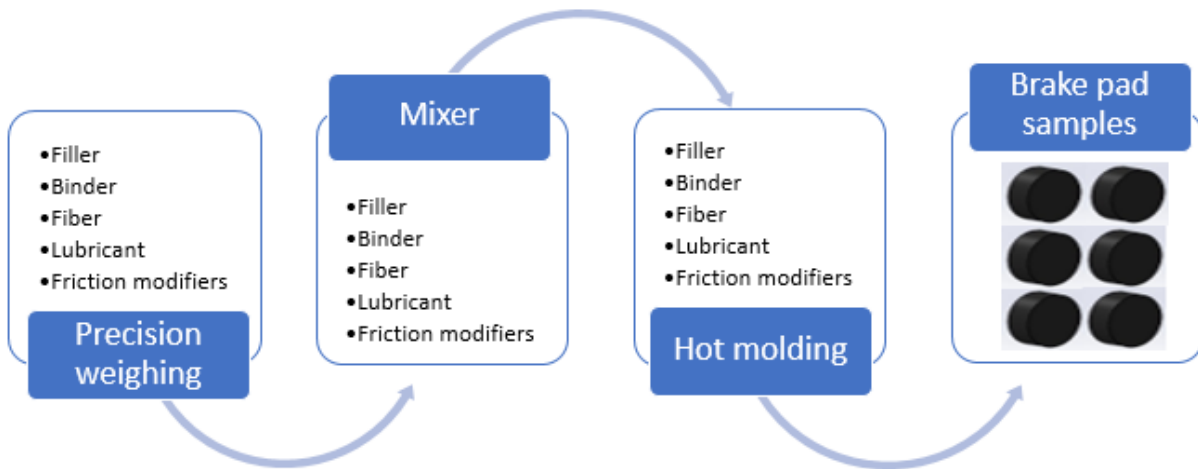 •Filler
•Binder
•Fiber
•Lubricant
•Friction modifiers
Precision
weighing
Mixer
•Filler
•Binder
•Fiber
•Lubricant
•Friction modifiers
•Filler
•Binder
•Fiber
•Lubricant
•Friction modifiers
Hot molding
Brake pad
samples